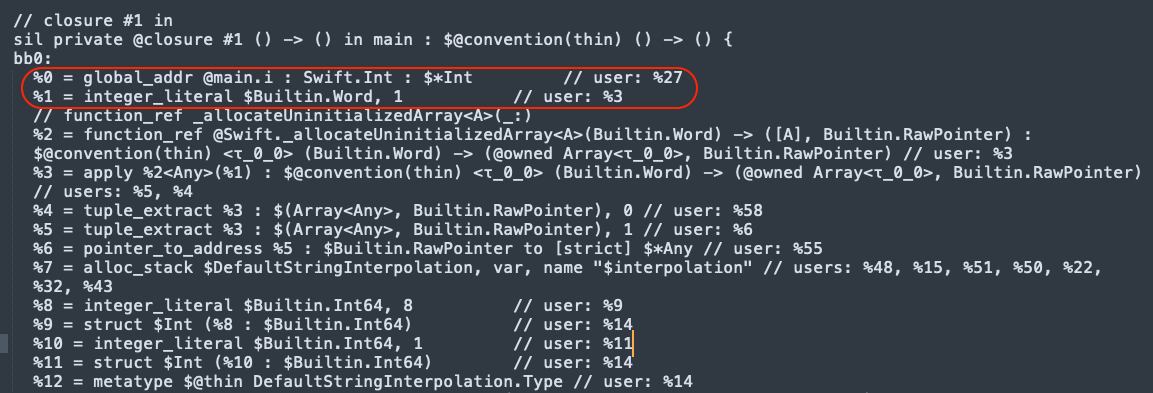 // closure #1 in
sil private @closure #1 () -> () in main : $@convention(thin) () -> () {
bb0:
%0 = global_addr @main.i : Swift.Int : $*Int // user: %27
%1 = integer_literal $Builtin.Word, 1 // user: %3
// function_ref _allocateUninitializedArray<A>(_:)
%2 = function_ref @Swift._allocateUninitializedArray<A>(Builtin.Word) -> ([A], Builtin.RawPointer) :
$@convention(thin) <τ_0_0> (Builtin.Word) -> (@owned Array<τ_0_0>, Builtin.RawPointer) // user: %3
%3 = apply %2<Any>(%1) : $@convention(thin) <τ_0_0> (Builtin.Word) -> (@owned Array<τ_0_0>, Builtin.RawPointer)
// users: %5, %4
%4 = tuple_extract %3 : $(Array<Any>, Builtin.RawPointer), 0 // user: %58
%5 = tuple_extract %3 : $(Array<Any>, Builtin.RawPointer), 1 // user: %6
%6 = pointer_to_address %5 : $Builtin.RawPointer to [strict] $*Any // user: %55
%7 = alloc_stack $DefaultStringInterpolation, var, name "$interpolation" // users: %48, %15, %51, %50, %22,
%32, %43
%8 = integer_literal $Builtin.Int64, 8 // user: %9
%9 = struct $Int (%8 : $Builtin.Int64) // user: %14
%10 = integer_literal $Builtin.Int64, 1 // user: %11
%11 = struct $Int (%10 : $Builtin.Int64) // user: %14
%12 = metatype $@thin DefaultStringInterpolation.Type // user: %14